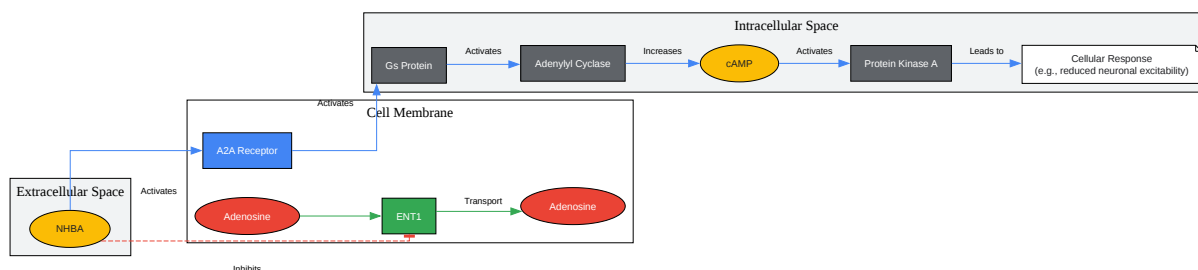 Intracellular Space
Gs Protein
Activates
Adenylyl Cyclase
Increases
cAMP
Activates
Protein Kinase A
Leads to
Cellular Response
(e.g., reduced neuronal excitability)
Activates
Cell Membrane
A2A Receptor
Extracellular Space
Activates
NHBA
Adenosine
ENT1
Transport
Adenosine
Inhibits